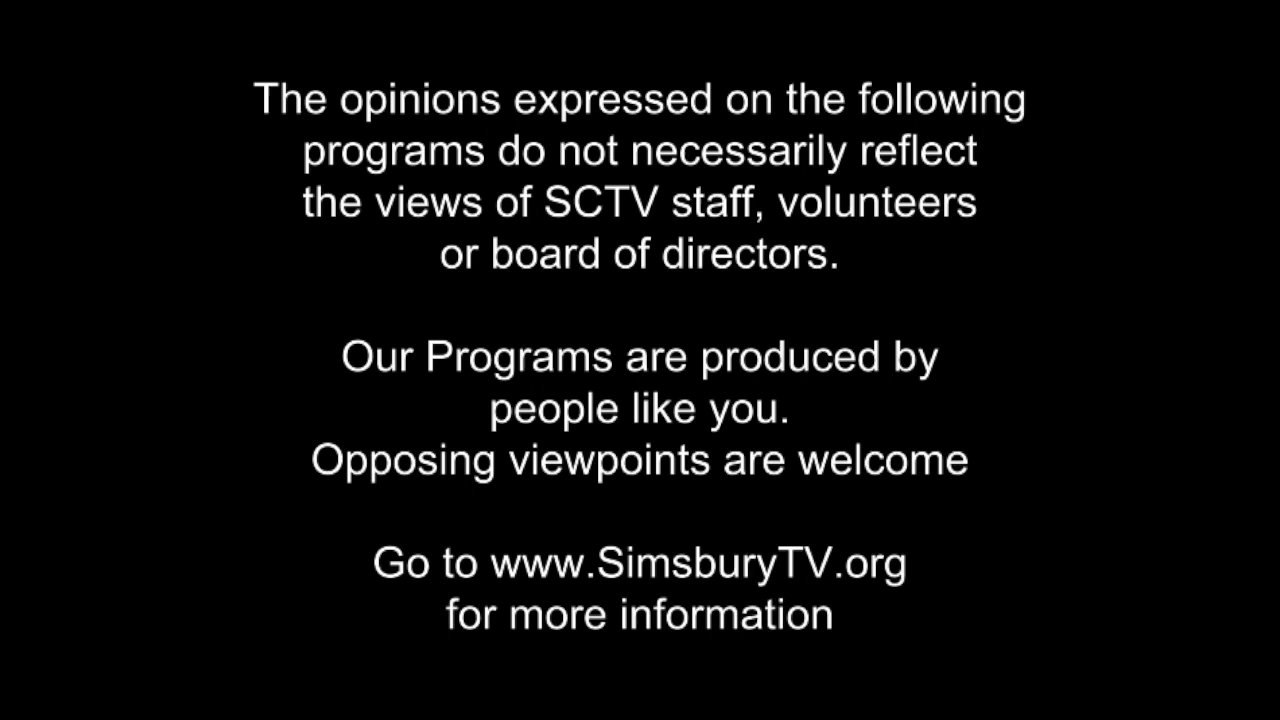 The opinions expressed on the following
programs do not necessarily reflect
the views of SCTV staff, volunteers
or board of directors.
Our Programs are produced by
people like you.
Opposing viewpoints are welcome
Go to www.SimsburyTV.org
for more information